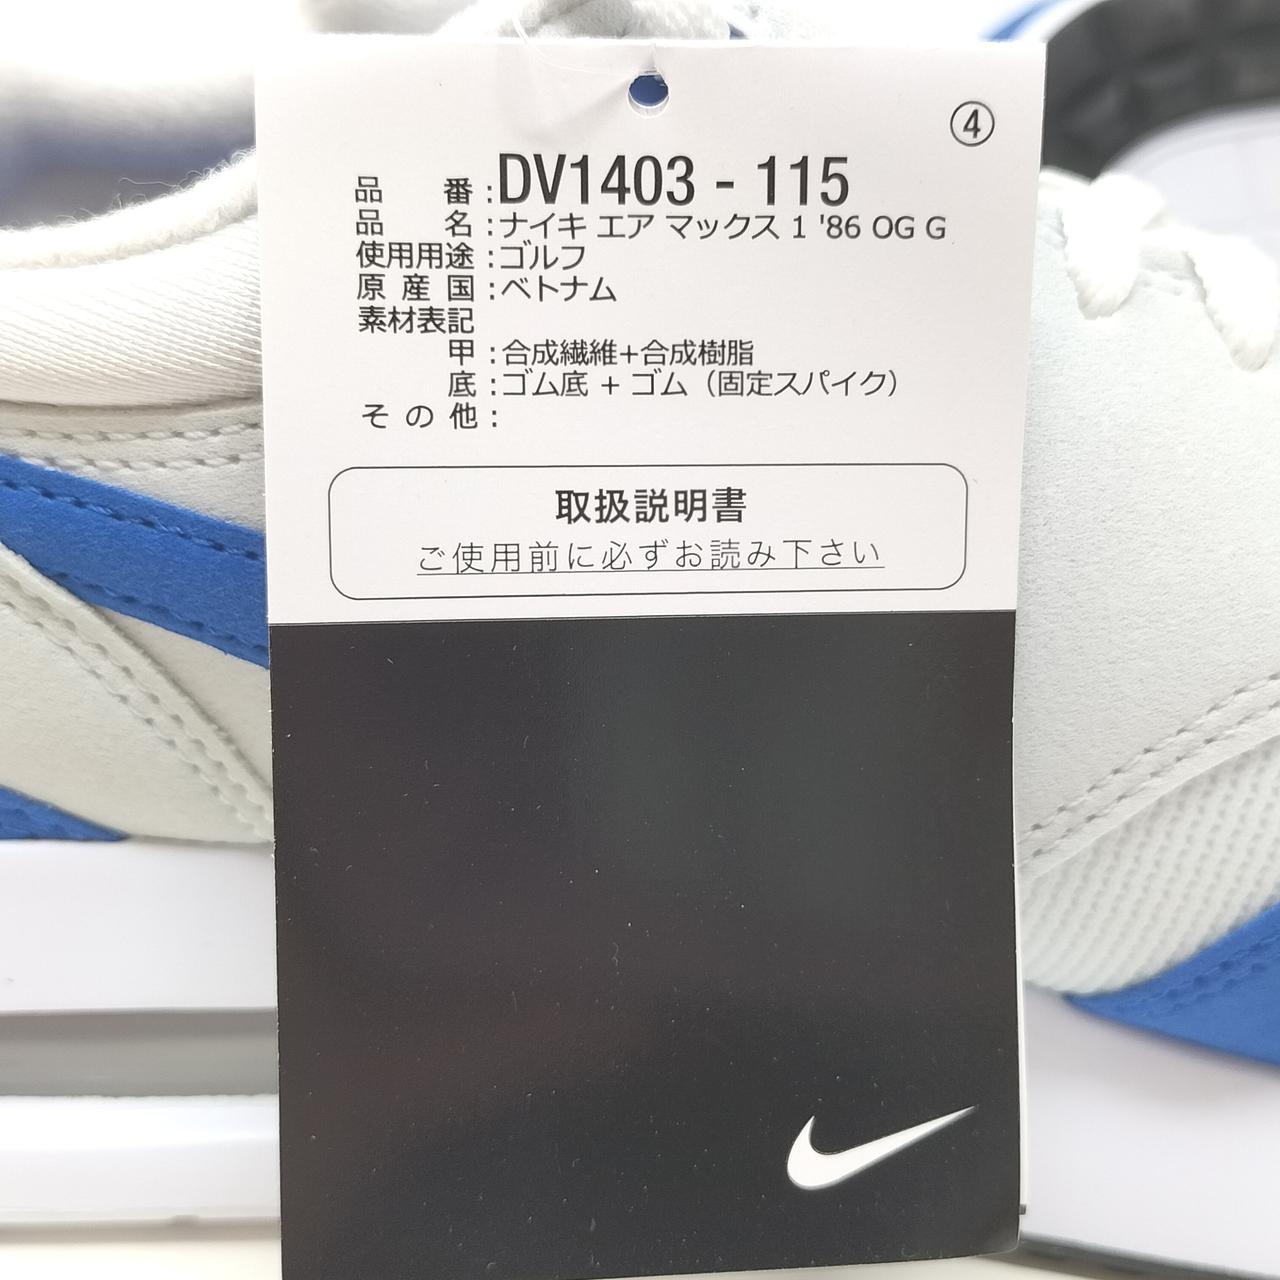 ④
品番:DV1403 - 115
品名:ナイキ エア マックス 1 '86 OG G
使用用途:ゴルフ
原産国:ベトナム
素材表記
甲:合成繊維+合成樹脂
底:ゴム底 + ゴム（固定スパイク）
その他:
取扱説明書
ご使用前に必ずお読み下さい